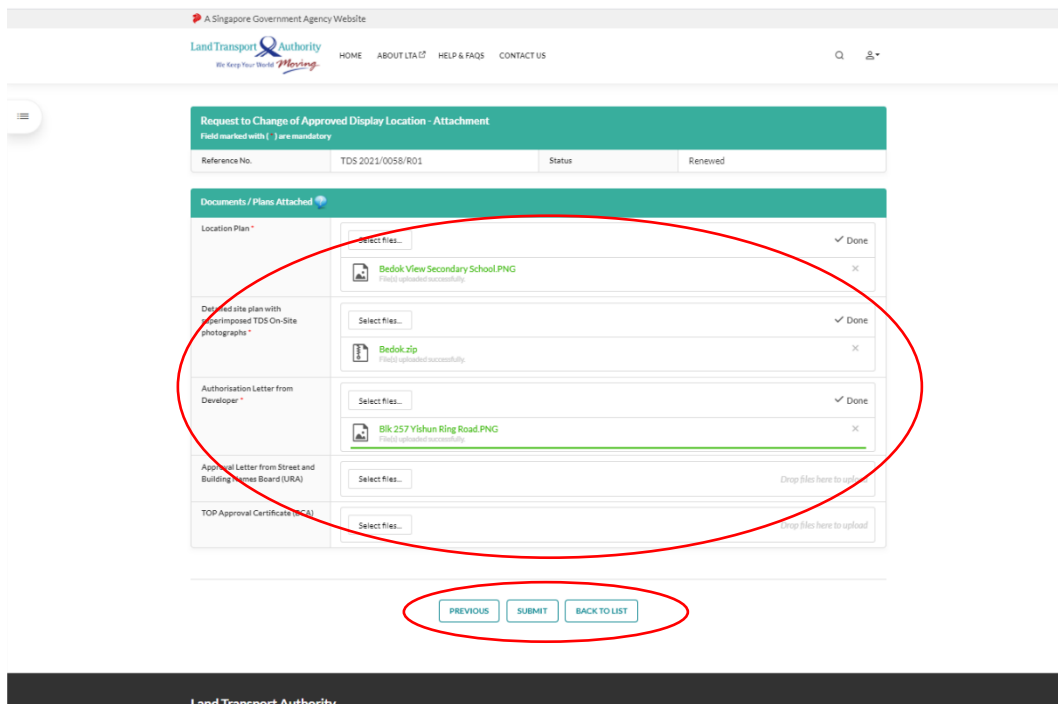 A Singapore Government Agency Website
Land Transport Authority
We Keep Your World Moving
HOME ABOUT LTA HELP & FAQS CONTACT US
Request to Change of Approved Display Location - Attachment
Field marked with ( * ) are mandatory
Reference No. TDS 2021/0058/R01 Status Renewed
Documents / Plans Attached
Location Plan *
Select files... Done
Bedok View Secondary School.PNG
File(s) uploaded successfully.
Detailed site plan with
superimposed TDS On-Site
photographs *
Select files... Done
Bedok.zip
File(s) uploaded successfully.
Authorisation Letter from
Developer *
Select files... Done
Blk 257 Yishun Ring Road.PNG
File(s) uploaded successfully.
Approval Letter from Street and
Building Names Board (URA)
Select files... Drop files here to upload
TOP Approval Certificate (BCA)
Select files... Drop files here to upload
PREVIOUS SUBMIT BACK TO LIST
Land Transport Authority